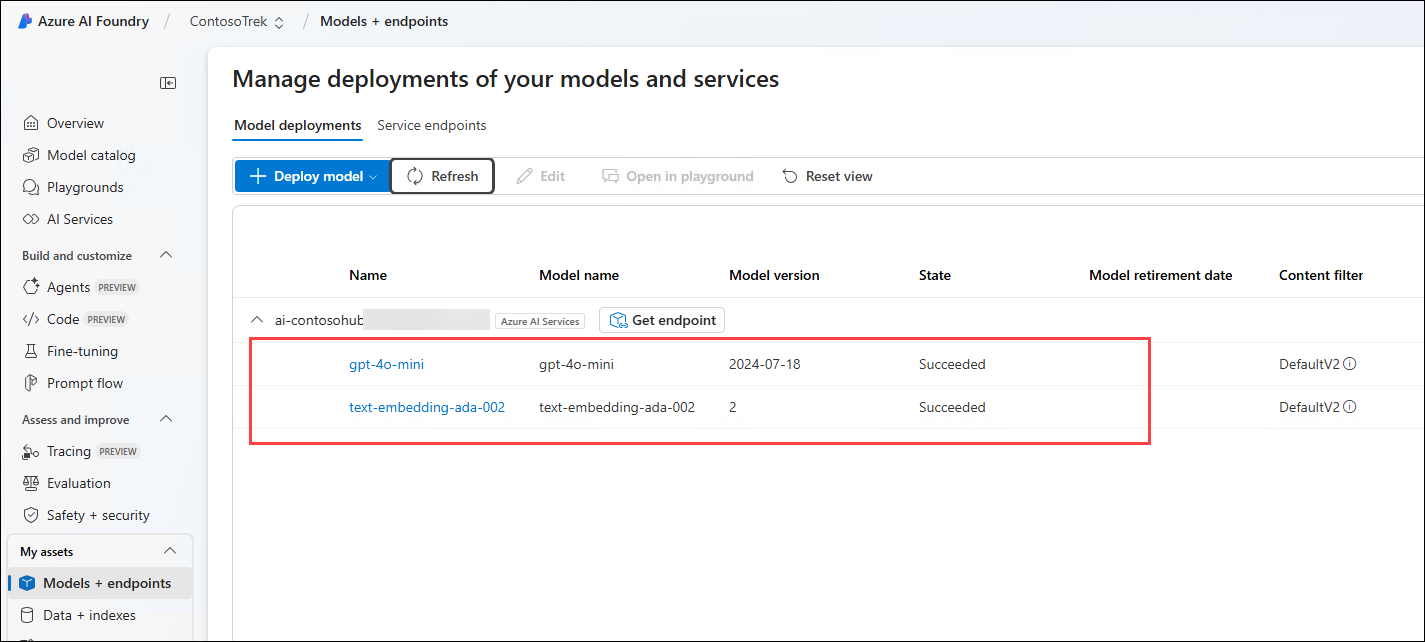 Azure AI Foundry / ContosoTrek / Models + endpoints
Manage deployments of your models and services
Model deployments Service endpoints
Deploy model Refresh Edit Open in playground Reset view
Overview
Model catalog
Playgrounds
AI Services
Build and customize
Agents PREVIEW
Code PREVIEW
Fine-tuning
Prompt flow
Assess and improve
Tracing PREVIEW
Evaluation
Safety + security
My assets
Models + endpoints
Data + indexes
Name Model name Model version State Model retirement date Content filter
ai-contosohub Azure AI Services Get endpoint
gpt-4o-mini gpt-4o-mini 2024-07-18 Succeeded DefaultV2
text-embedding-ada-002 text-embedding-ada-002 2 Succeeded DefaultV2